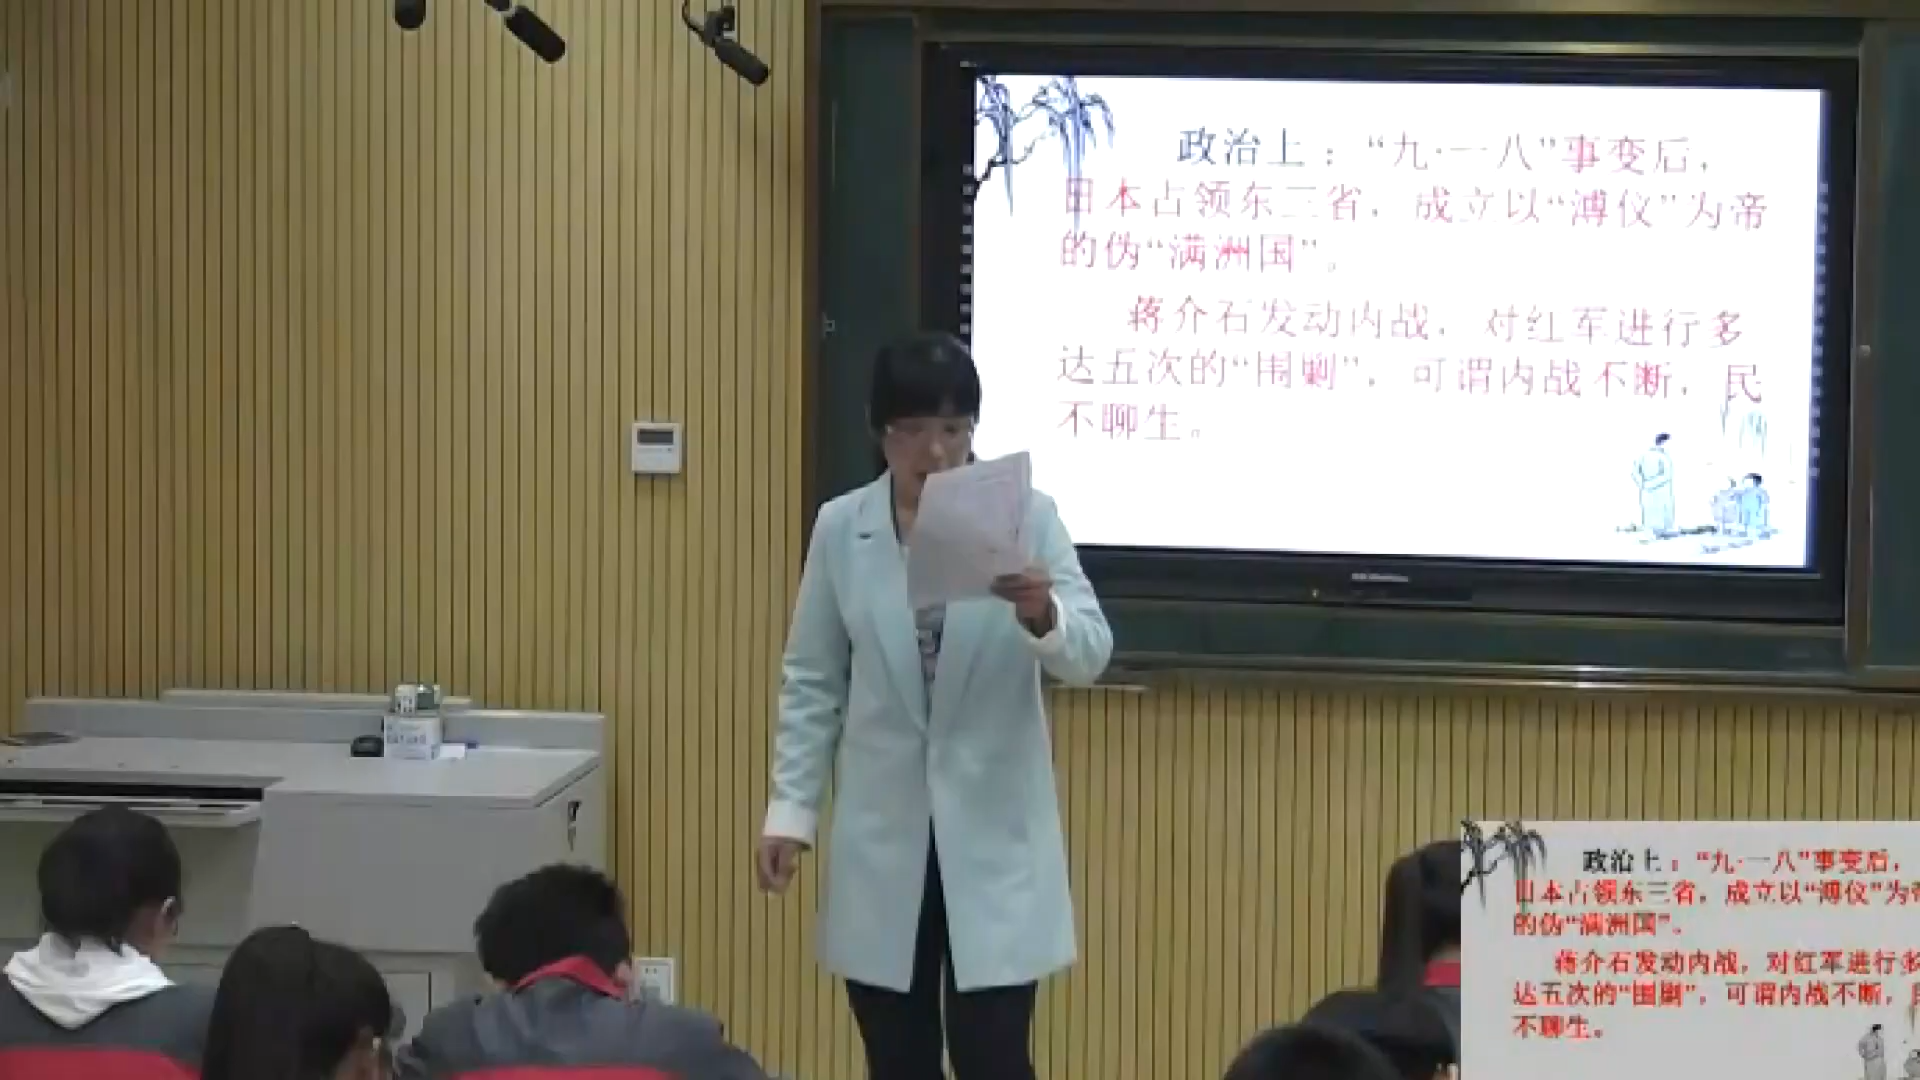 政治上：“九·一八”事变后，
日本占领东三省，成立以“溥仪”为帝
的伪“满洲国”。
蒋介石发动内战，对红军进行多
达五次的“围剿”，可谓内战不断，民
不聊生。
政治上：“九·一八”事变后，
日本占领东三省，成立以“溥仪”为帝
的伪“满洲国”。
蒋介石发动内战，对红军进行多
达五次的“围剿”，可谓内战不断，民
不聊生。